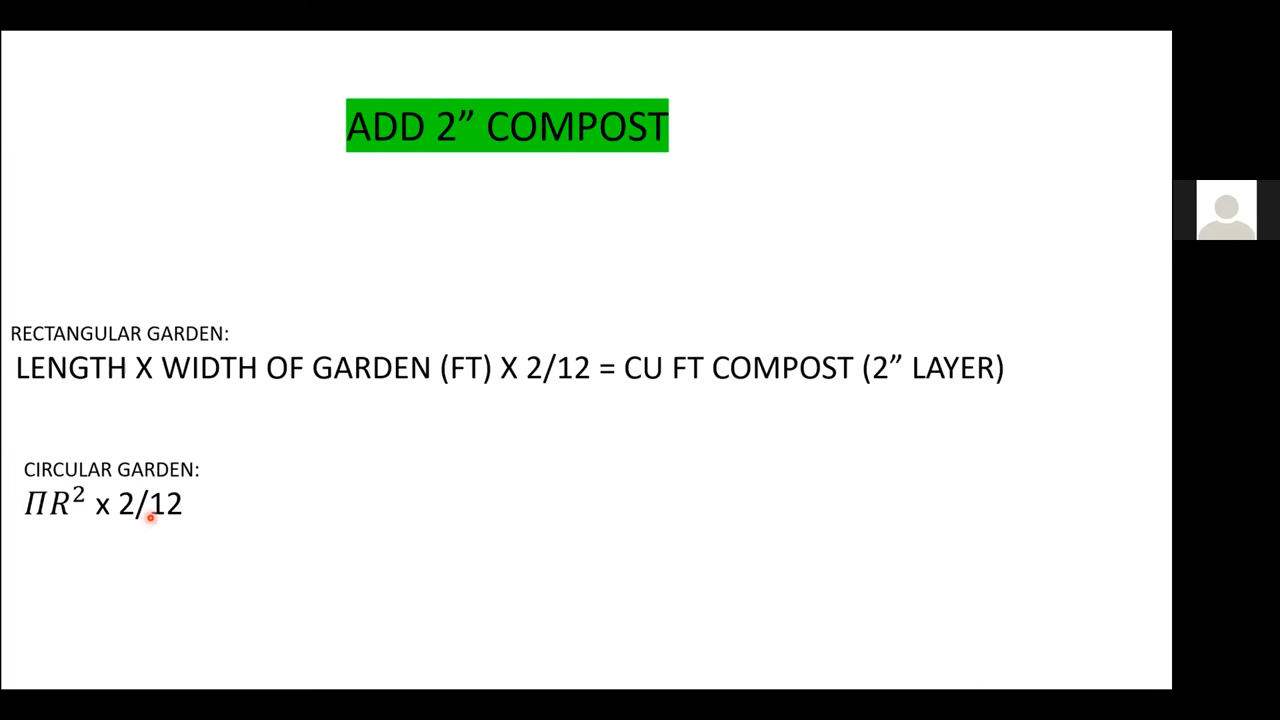 ADD 2” COMPOST
RECTANGULAR GARDEN:
LENGTH X WIDTH OF GARDEN (FT) X 2/12 = CU FT COMPOST (2” LAYER)
CIRCULAR GARDEN:
𝛱𝑅² x 2/12